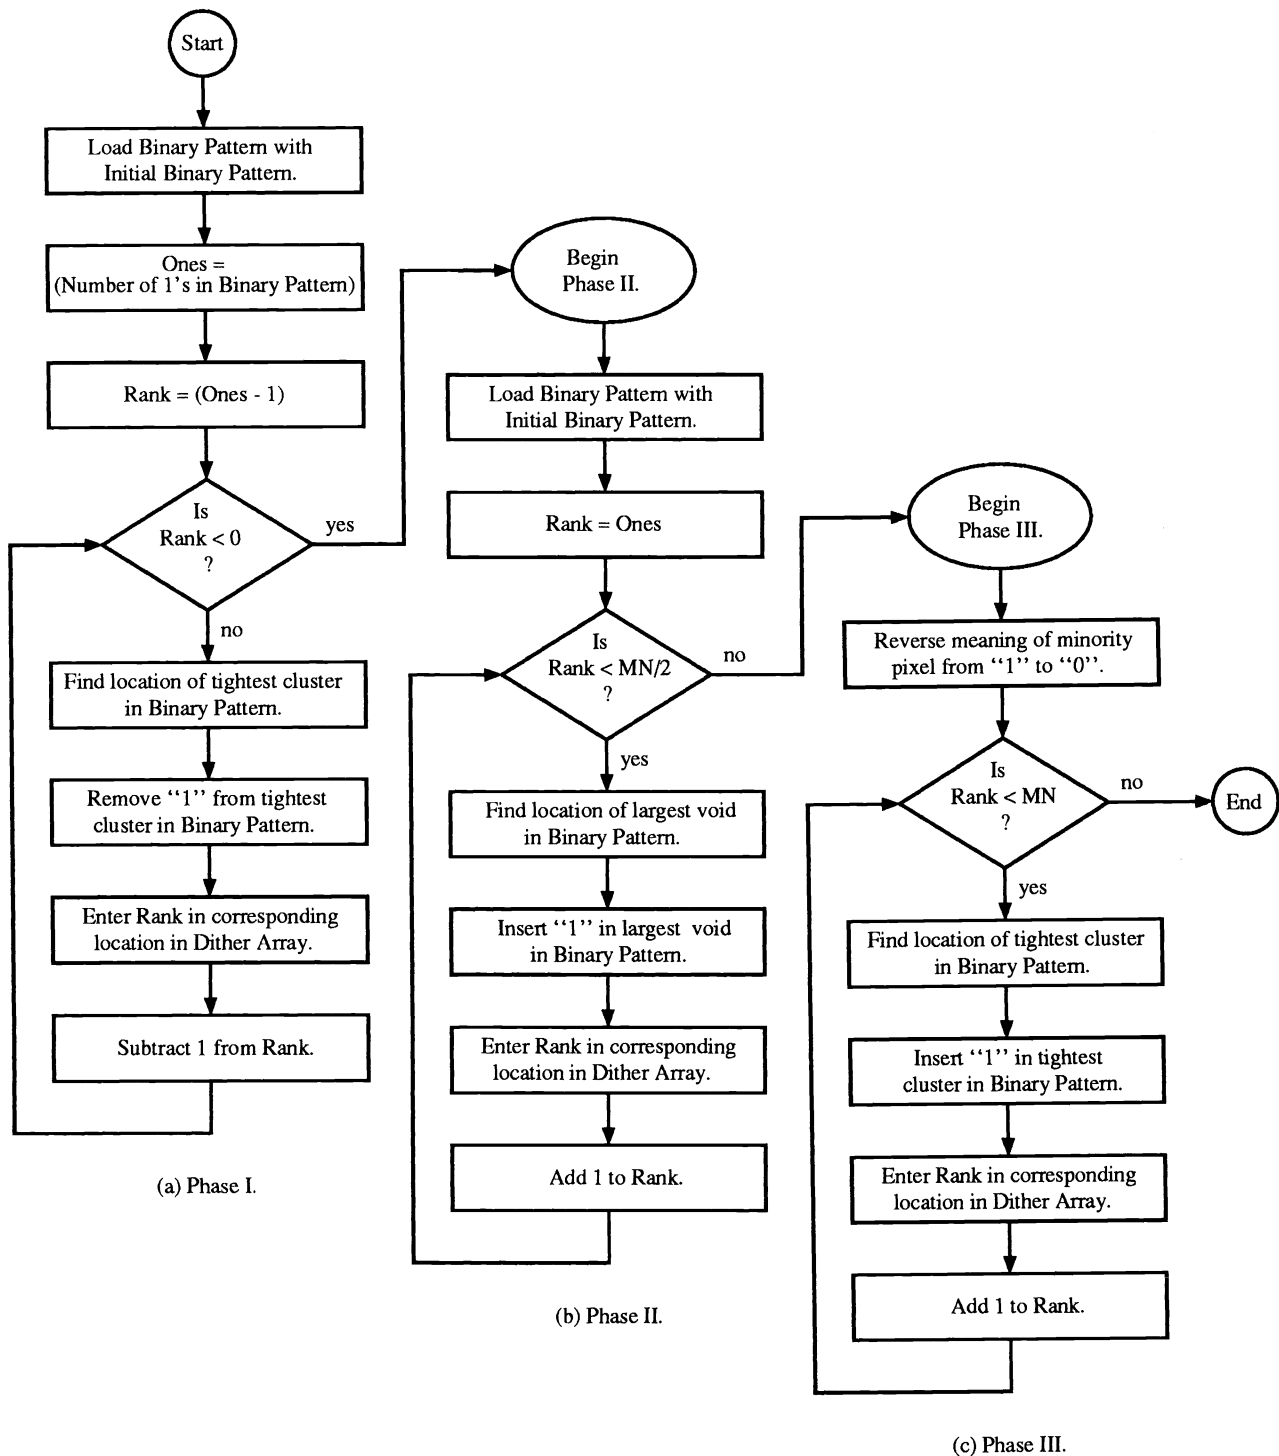 Start
Load Binary Pattern with
Initial Binary Pattern.
Ones =
(Number of 1's in Binary Pattern)
Rank = (Ones - 1)
Is
Rank < 0
?
yes
no
Find location of tightest cluster
in Binary Pattern.
Remove “1” from tightest
cluster in Binary Pattern.
Enter Rank in corresponding
location in Dither Array.
Subtract 1 from Rank.
(a) Phase I.
Begin
Phase II.
Load Binary Pattern with
Initial Binary Pattern.
Rank = Ones
Is
Rank < MN/2
?
no
yes
Find location of largest void
in Binary Pattern.
Insert “1” in largest void
in Binary Pattern.
Enter Rank in corresponding
location in Dither Array.
Add 1 to Rank.
(b) Phase II.
Begin
Phase III.
Reverse meaning of minority
pixel from “1” to “0”.
Is
Rank < MN
?
no
End
yes
Find location of tightest cluster
in Binary Pattern.
Insert “1” in tightest
cluster in Binary Pattern.
Enter Rank in corresponding
location in Dither Array.
Add 1 to Rank.
(c) Phase III.